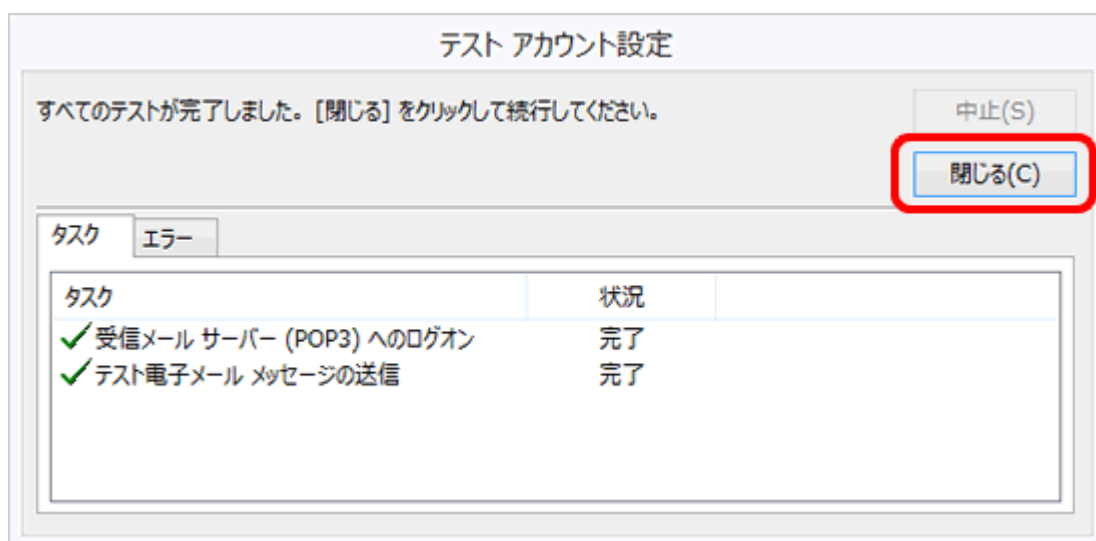 テスト アカウント設定
すべてのテストが完了しました。[閉じる] をクリックして続行してください。
中止(S)
閉じる(C)
タスク エラー
タスク 状況
受信メール サーバー (POP3) へのログオン 完了
テスト電子メール メッセージの送信 完了